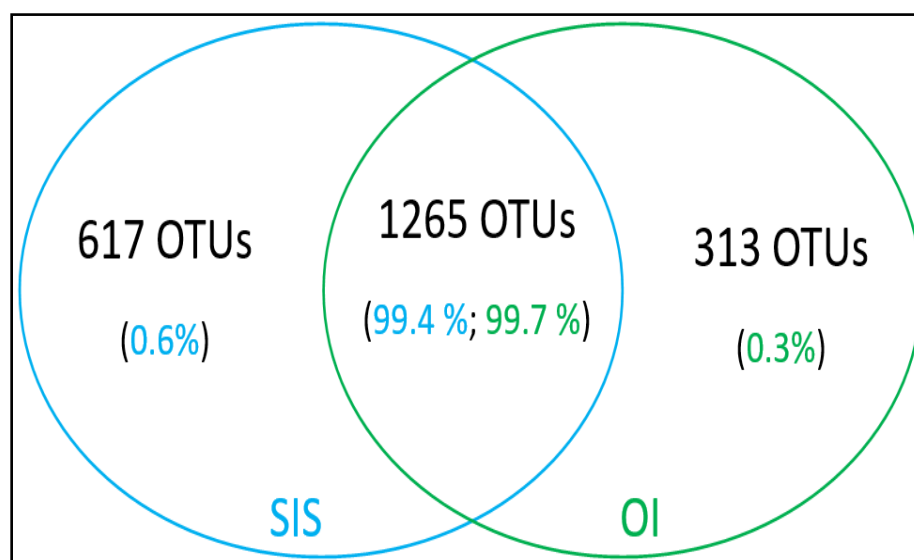 617 OTUs
(0.6%)
1265 OTUs
(99.4 %; 99.7 %)
313 OTUs
(0.3%)
SIS
OI